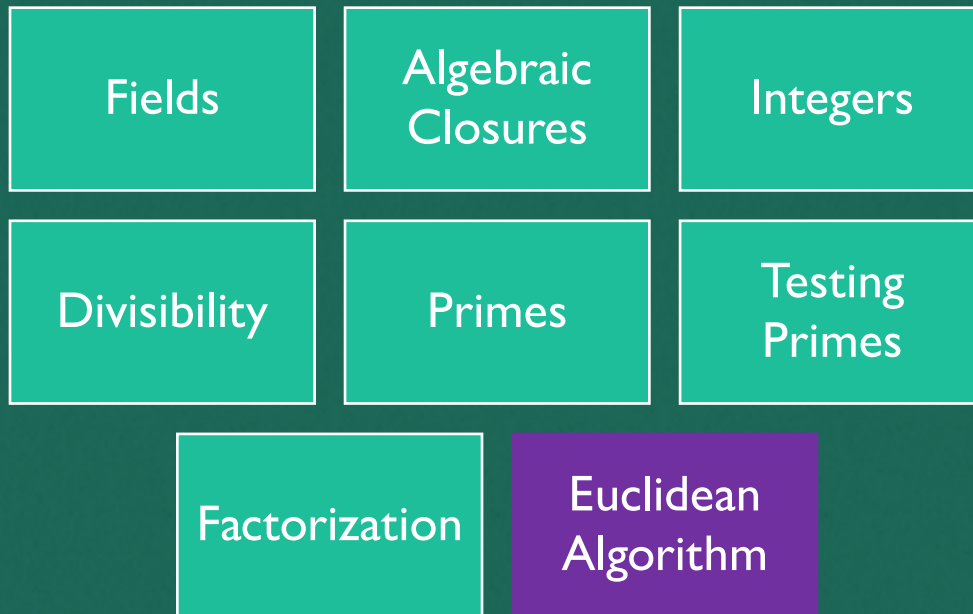 Fields
Algebraic
Closures
Integers
Divisibility
Primes
Testing
Primes
Factorization
Euclidean
Algorithm